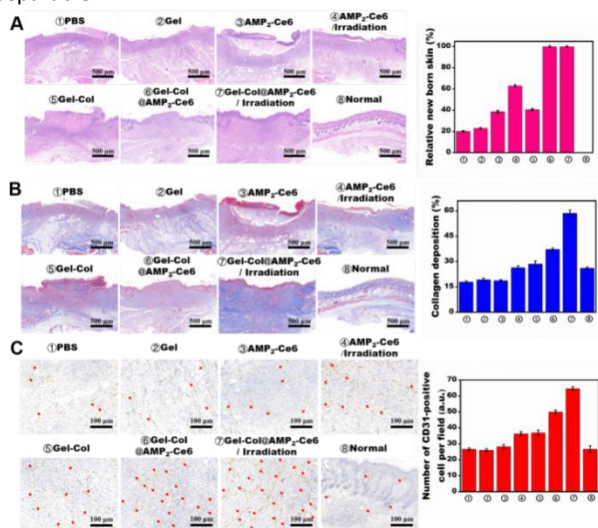 A
①PBS
②Gel
③AMP₂-Ce6
④AMP₂-Ce6
/Irradiation
500 μm
500 μm
500 μm
500 μm
⑤Gel-Col
⑥Gel-Col
@AMP₂-Ce6
⑦Gel-Col@AMP₂-Ce6
/ Irradiation
⑧Normal
500 μm
500 μm
500 μm
500 μm
Relative new born skin (%)
100
80
60
40
20
0
① ② ③ ④ ⑤ ⑥ ⑦ ⑧
B
①PBS
②Gel
③AMP₂-Ce6
④AMP₂-Ce6
/Irradiation
500 μm
500 μm
500 μm
500 μm
⑤Gel-Col
⑥Gel-Col
@AMP₂-Ce6
⑦Gel-Col@AMP₂-Ce6
/ Irradiation
⑧Normal
500 μm
500 μm
500 μm
500 μm
Collagen deposition (%)
60
45
30
15
0
① ② ③ ④ ⑤ ⑥ ⑦ ⑧
C
①PBS
②Gel
③AMP₂-Ce6
④AMP₂-Ce6
/Irradiation
100 μm
100 μm
100 μm
100 μm
⑤Gel-Col
⑥Gel-Col
@AMP₂-Ce6
⑦Gel-Col@AMP₂-Ce6
/ Irradiation
⑧Normal
100 μm
100 μm
100 μm
100 μm
Number of CD31-positive
cell per field (a.u.)
70
60
50
40
30
20
10
0
① ② ③ ④ ⑤ ⑥ ⑦ ⑧